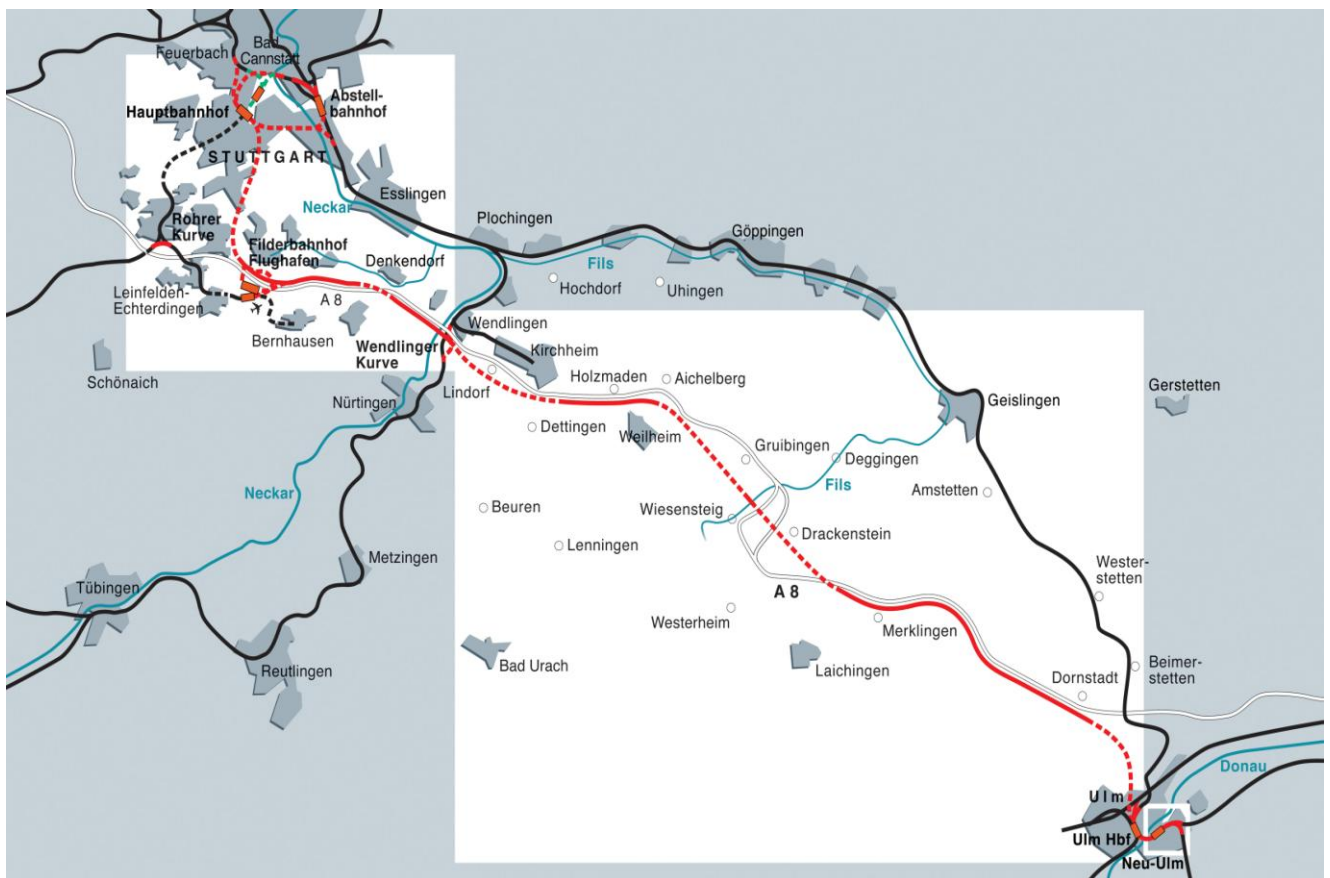 Feuerbach
Bad
Cannstatt
Hauptbahnhof
Abstell-
bahnhof
STUTTGART
Esslingen
Neckar
Plochingen
Göppingen
Rohrer
Kurve
Filderbahnhof
Flughafen
Denkendorf
Fils
Hochdorf
Uhingen
Leinfelden-
Echterdingen
A 8
Bernhausen
Wendlingen
Wendlinger
Kurve
Kirchheim
Schönaich
Lindorf
Holzmaden
Aichelberg
Gerstetten
Nürtingen
Geislingen
Dettingen
Weilheim
Gruibingen
Deggingen
Neckar
Fils
Amstetten
Beuren
Wiesensteig
Lenningen
Drackenstein
Metzingen
Wester-
stetten
Tübingen
A 8
Westerheim
Merklingen
Reutlingen
Bad Urach
Laichingen
Dornstadt
Beimer-
stetten
Donau
Ulm
Ulm Hbf
Neu-Ulm